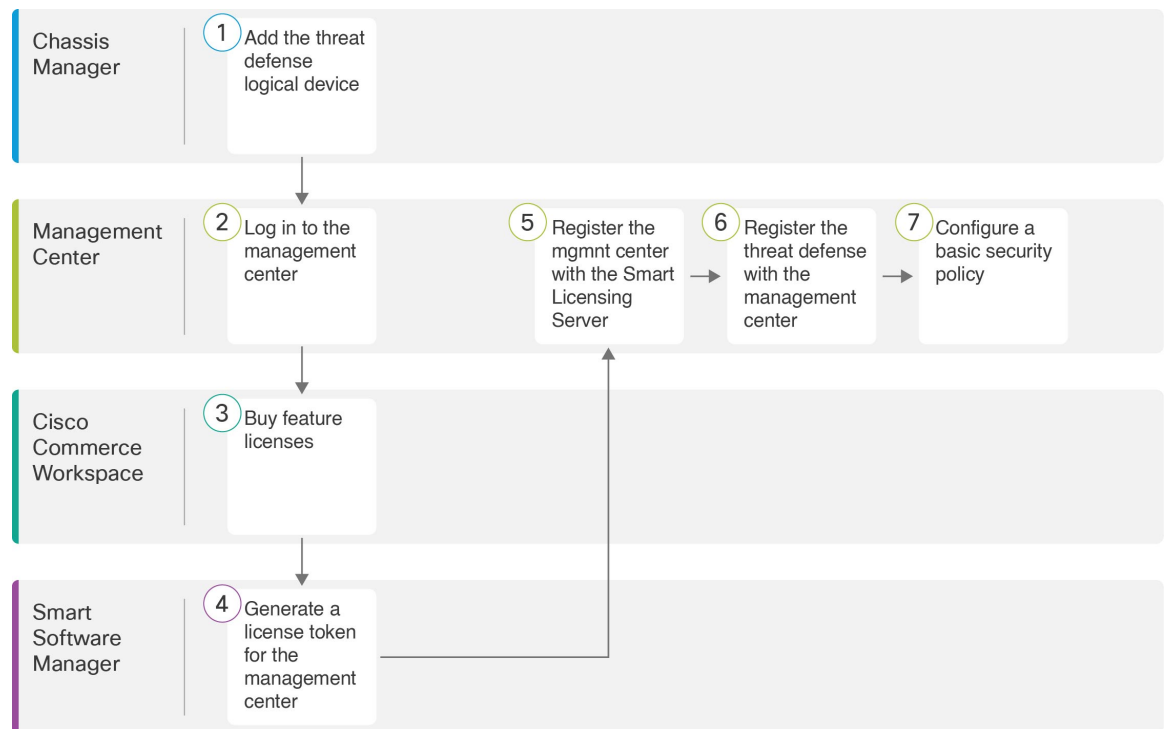 Chassis
Manager
1
Add the threat
defense
logical device
Management
Center
2
Log in to the
management
center
5
Register the
mgmnt center
with the Smart
Licensing
Server
6
Register the
threat defense
with the
management
center
7
Configure a
basic security
policy
Cisco
Commerce
Workspace
3
Buy feature
licenses
Smart
Software
Manager
4
Generate a
license token
for the
management
center